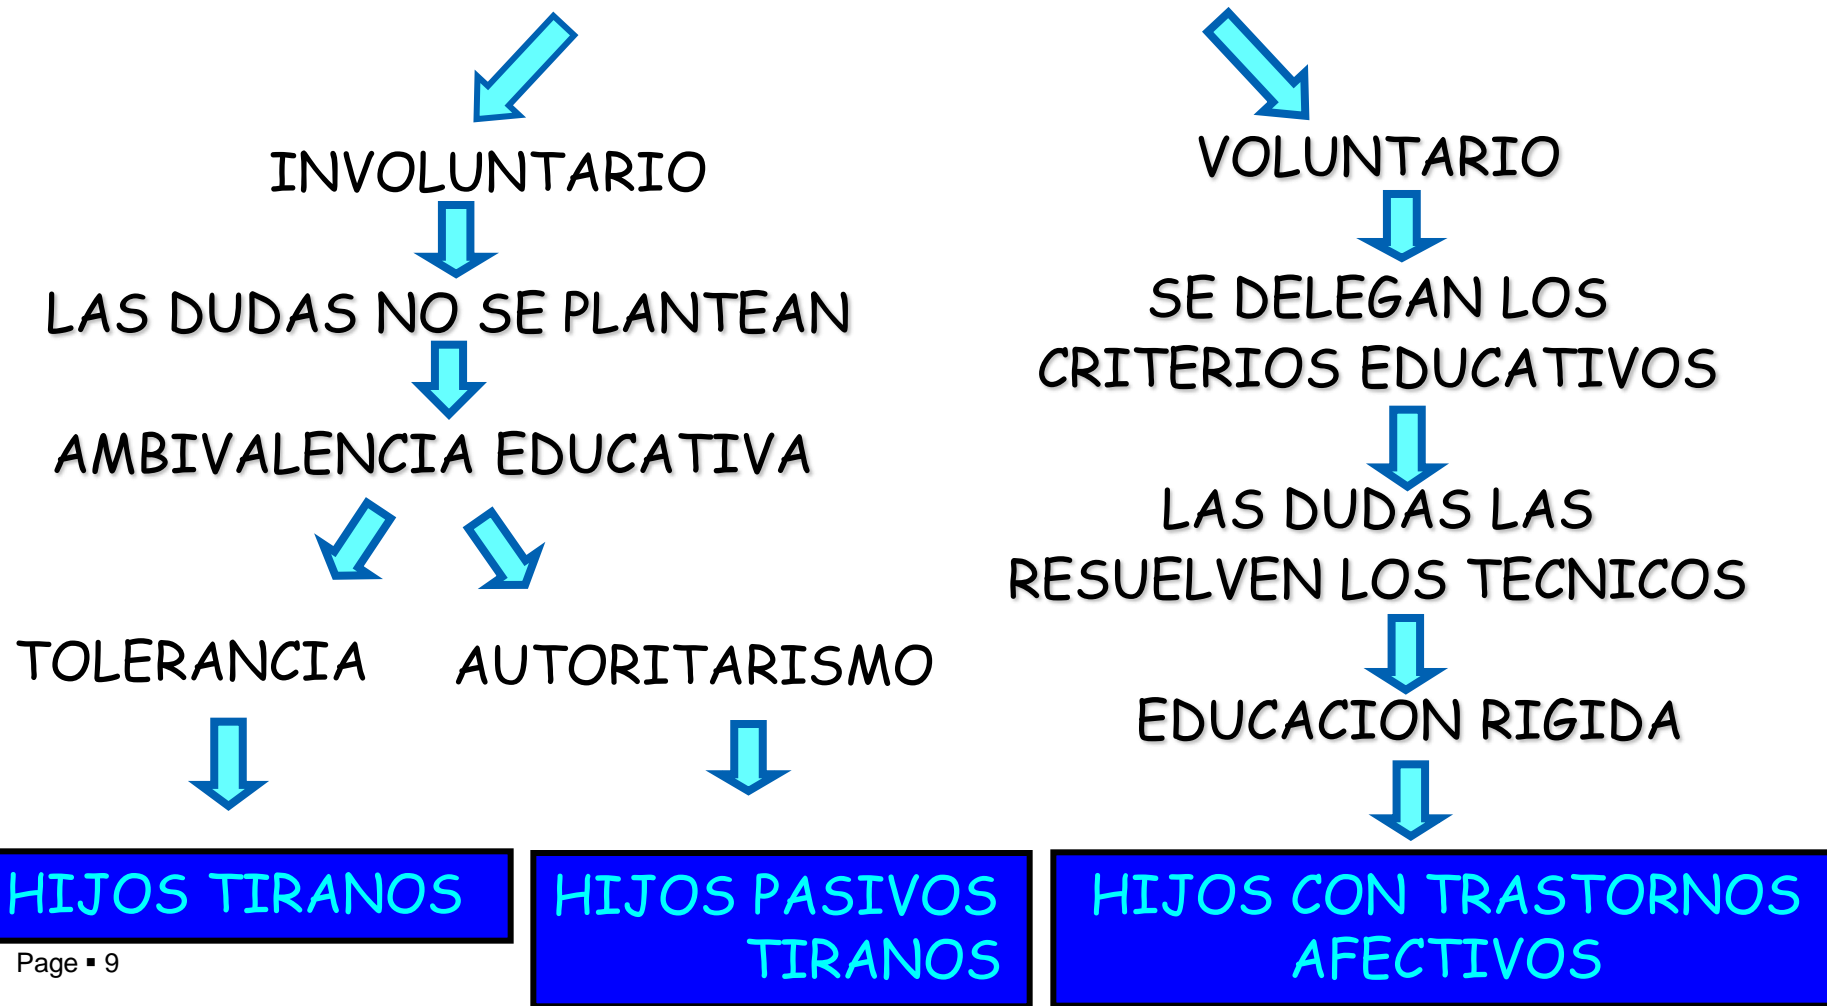 INVOLUNTARIO
LAS DUDAS NO SE PLANTEAN
AMBIVALENCIA EDUCATIVA
TOLERANCIA
AUTORITARISMO
HIJOS TIRANOS
HIJOS PASIVOS
TIRANOS
VOLUNTARIO
SE DELEGAN LOS
CRITERIOS EDUCATIVOS
LAS DUDAS LAS
RESUELVEN LOS TECNICOS
EDUCACION RIGIDA
HIJOS CON TRASTORNOS
AFECTIVOS
Page ▪ 9